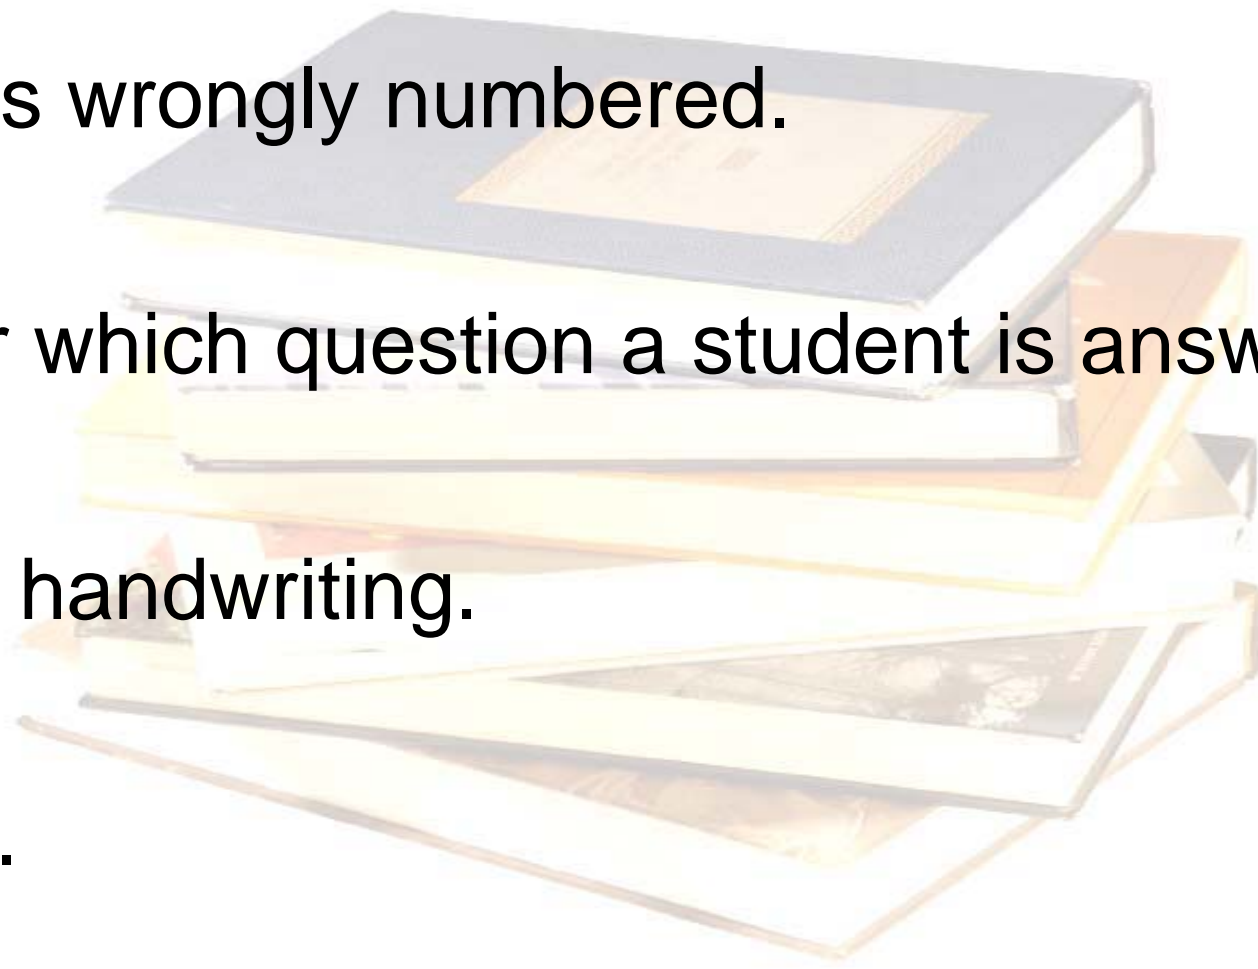 s wrongly numbered.
r which question a student is answ
handwriting.
.